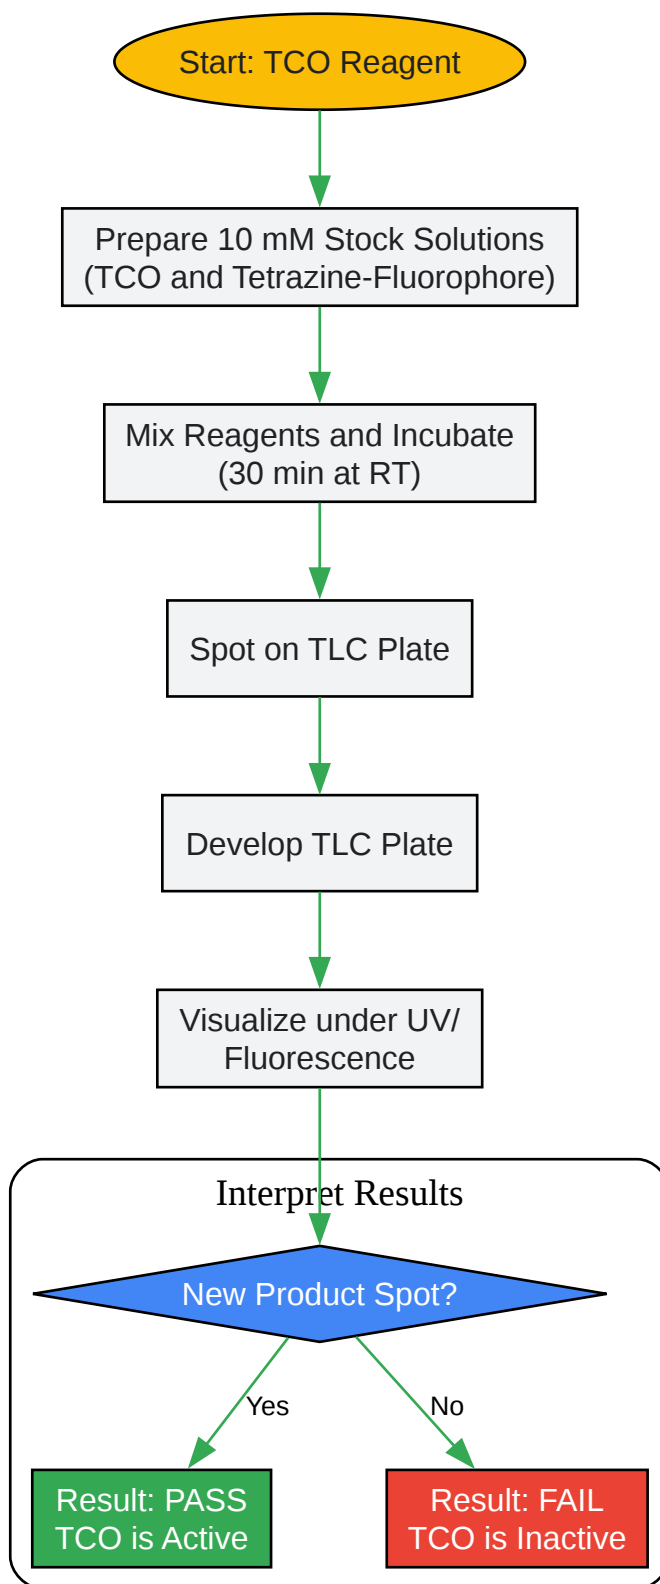 Start: TCO Reagent
Prepare 10 mM Stock Solutions
(TCO and Tetrazine-Fluorophore)
Mix Reagents and Incubate
(30 min at RT)
Spot on TLC Plate
Develop TLC Plate
Visualize under UV/
Fluorescence
Interpret Results
New Product Spot?
Yes
No
Result: PASS
TCO is Active
Result: FAIL
TCO is Inactive